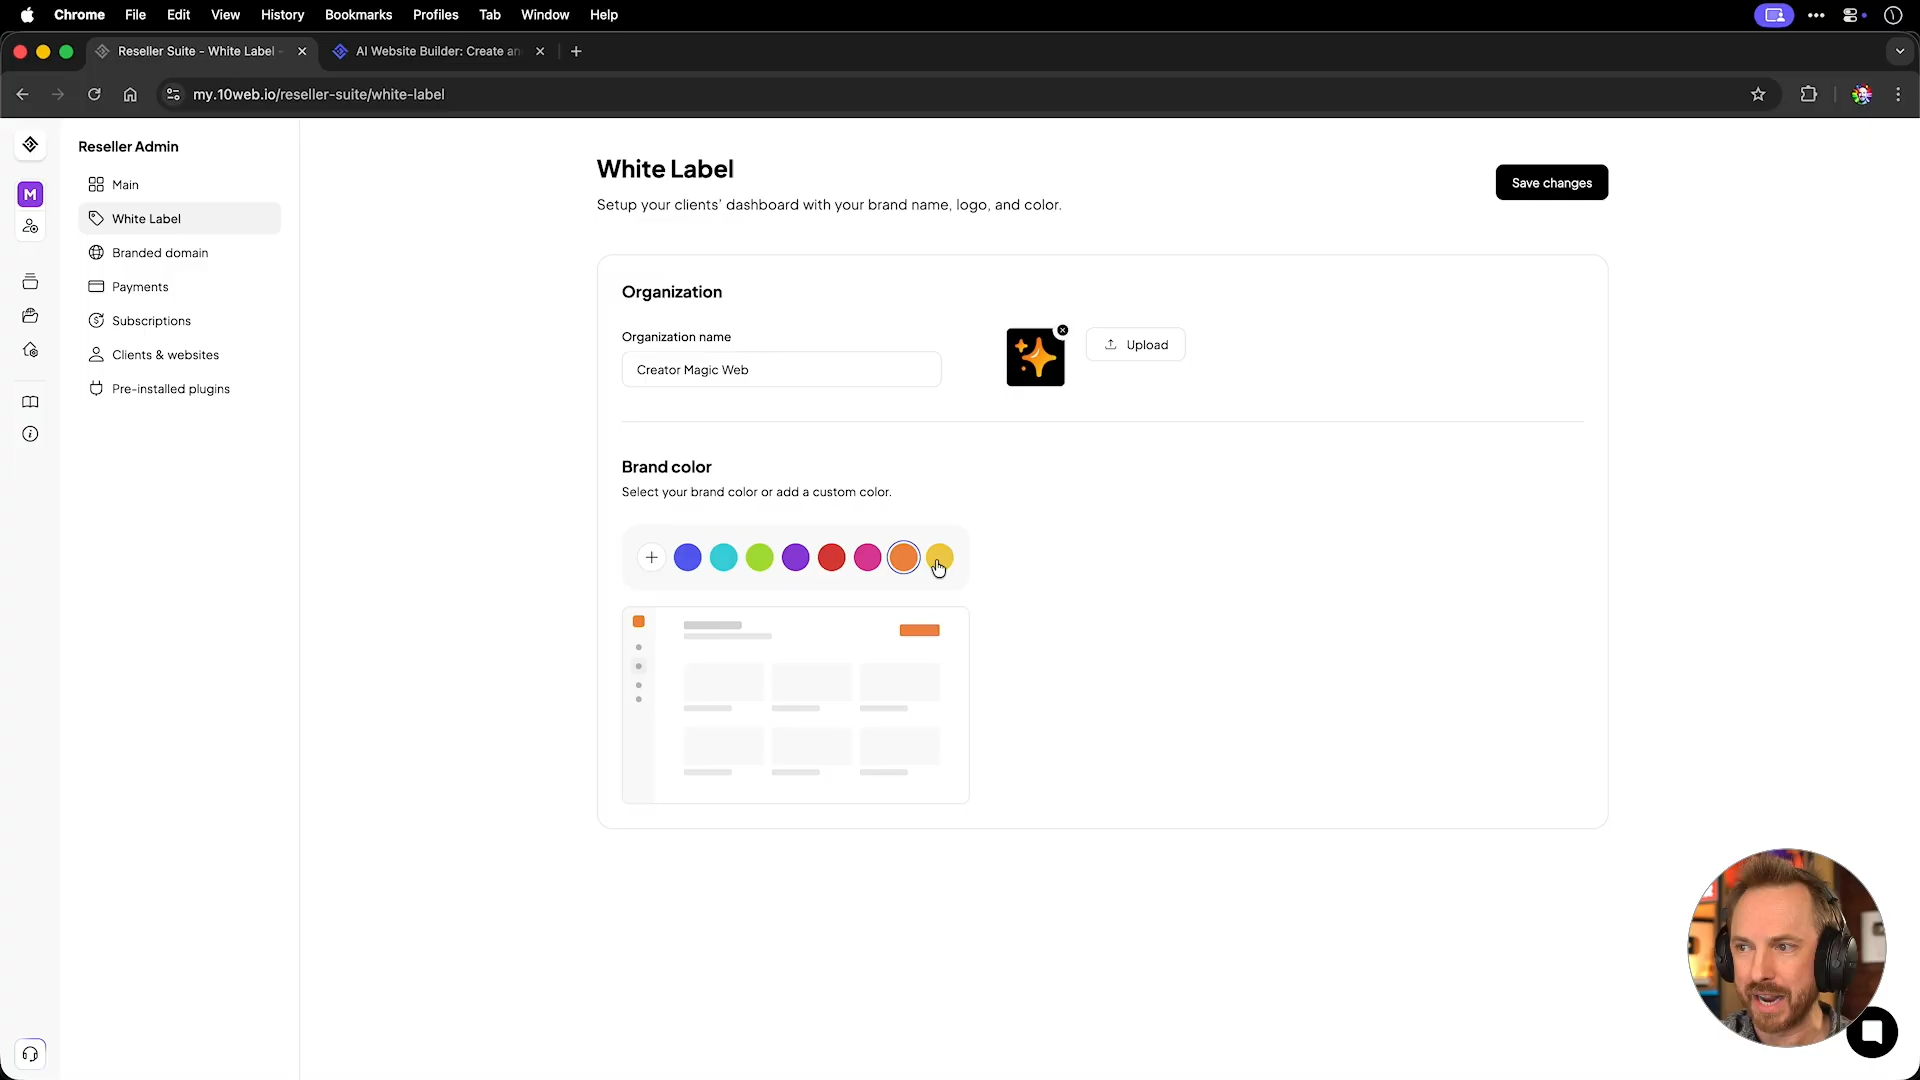 Chrome File Edit View History Bookmarks Profiles Tab Window Help
Reseller Suite - White Label -
AI Website Builder: Create an
my.10web.io/reseller-suite/white-label
M
Reseller Admin
Main
White Label
Branded domain
Payments
Subscriptions
Clients & websites
Pre-installed plugins
White Label
Setup your clients' dashboard with your brand name, logo, and color.
Save changes
Organization
Organization name
Creator Magic Web
Upload
Brand color
Select your brand color or add a custom color.